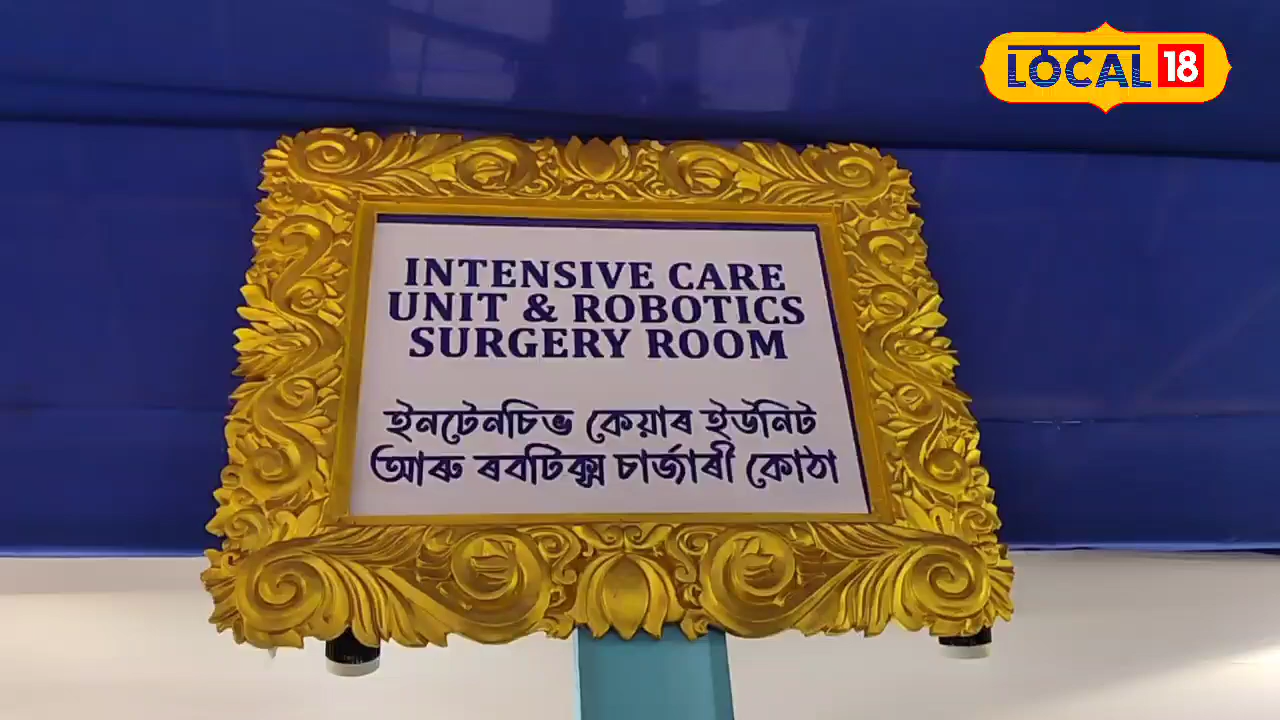 LOCAL 18
INTENSIVE CARE
UNIT & ROBOTICS
SURGERY ROOM
ইনটেনচিভ কেয়াৰ ইউনিট
আৰু ৰবটিক্স চাৰ্জাৰী কোঠা